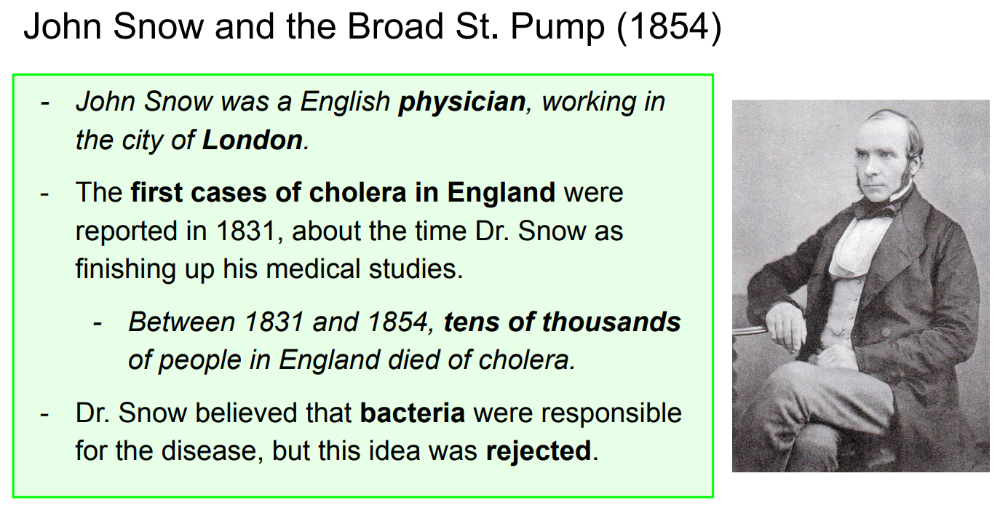 John Snow and the Broad St. Pump (1854)
- John Snow was a English physician, working in
the city of London.
- The first cases of cholera in England were
reported in 1831, about the time Dr. Snow as
finishing up his medical studies.
- Between 1831 and 1854, tens of thousands
of people in England died of cholera.
- Dr. Snow believed that bacteria were responsible
for the disease, but this idea was rejected.